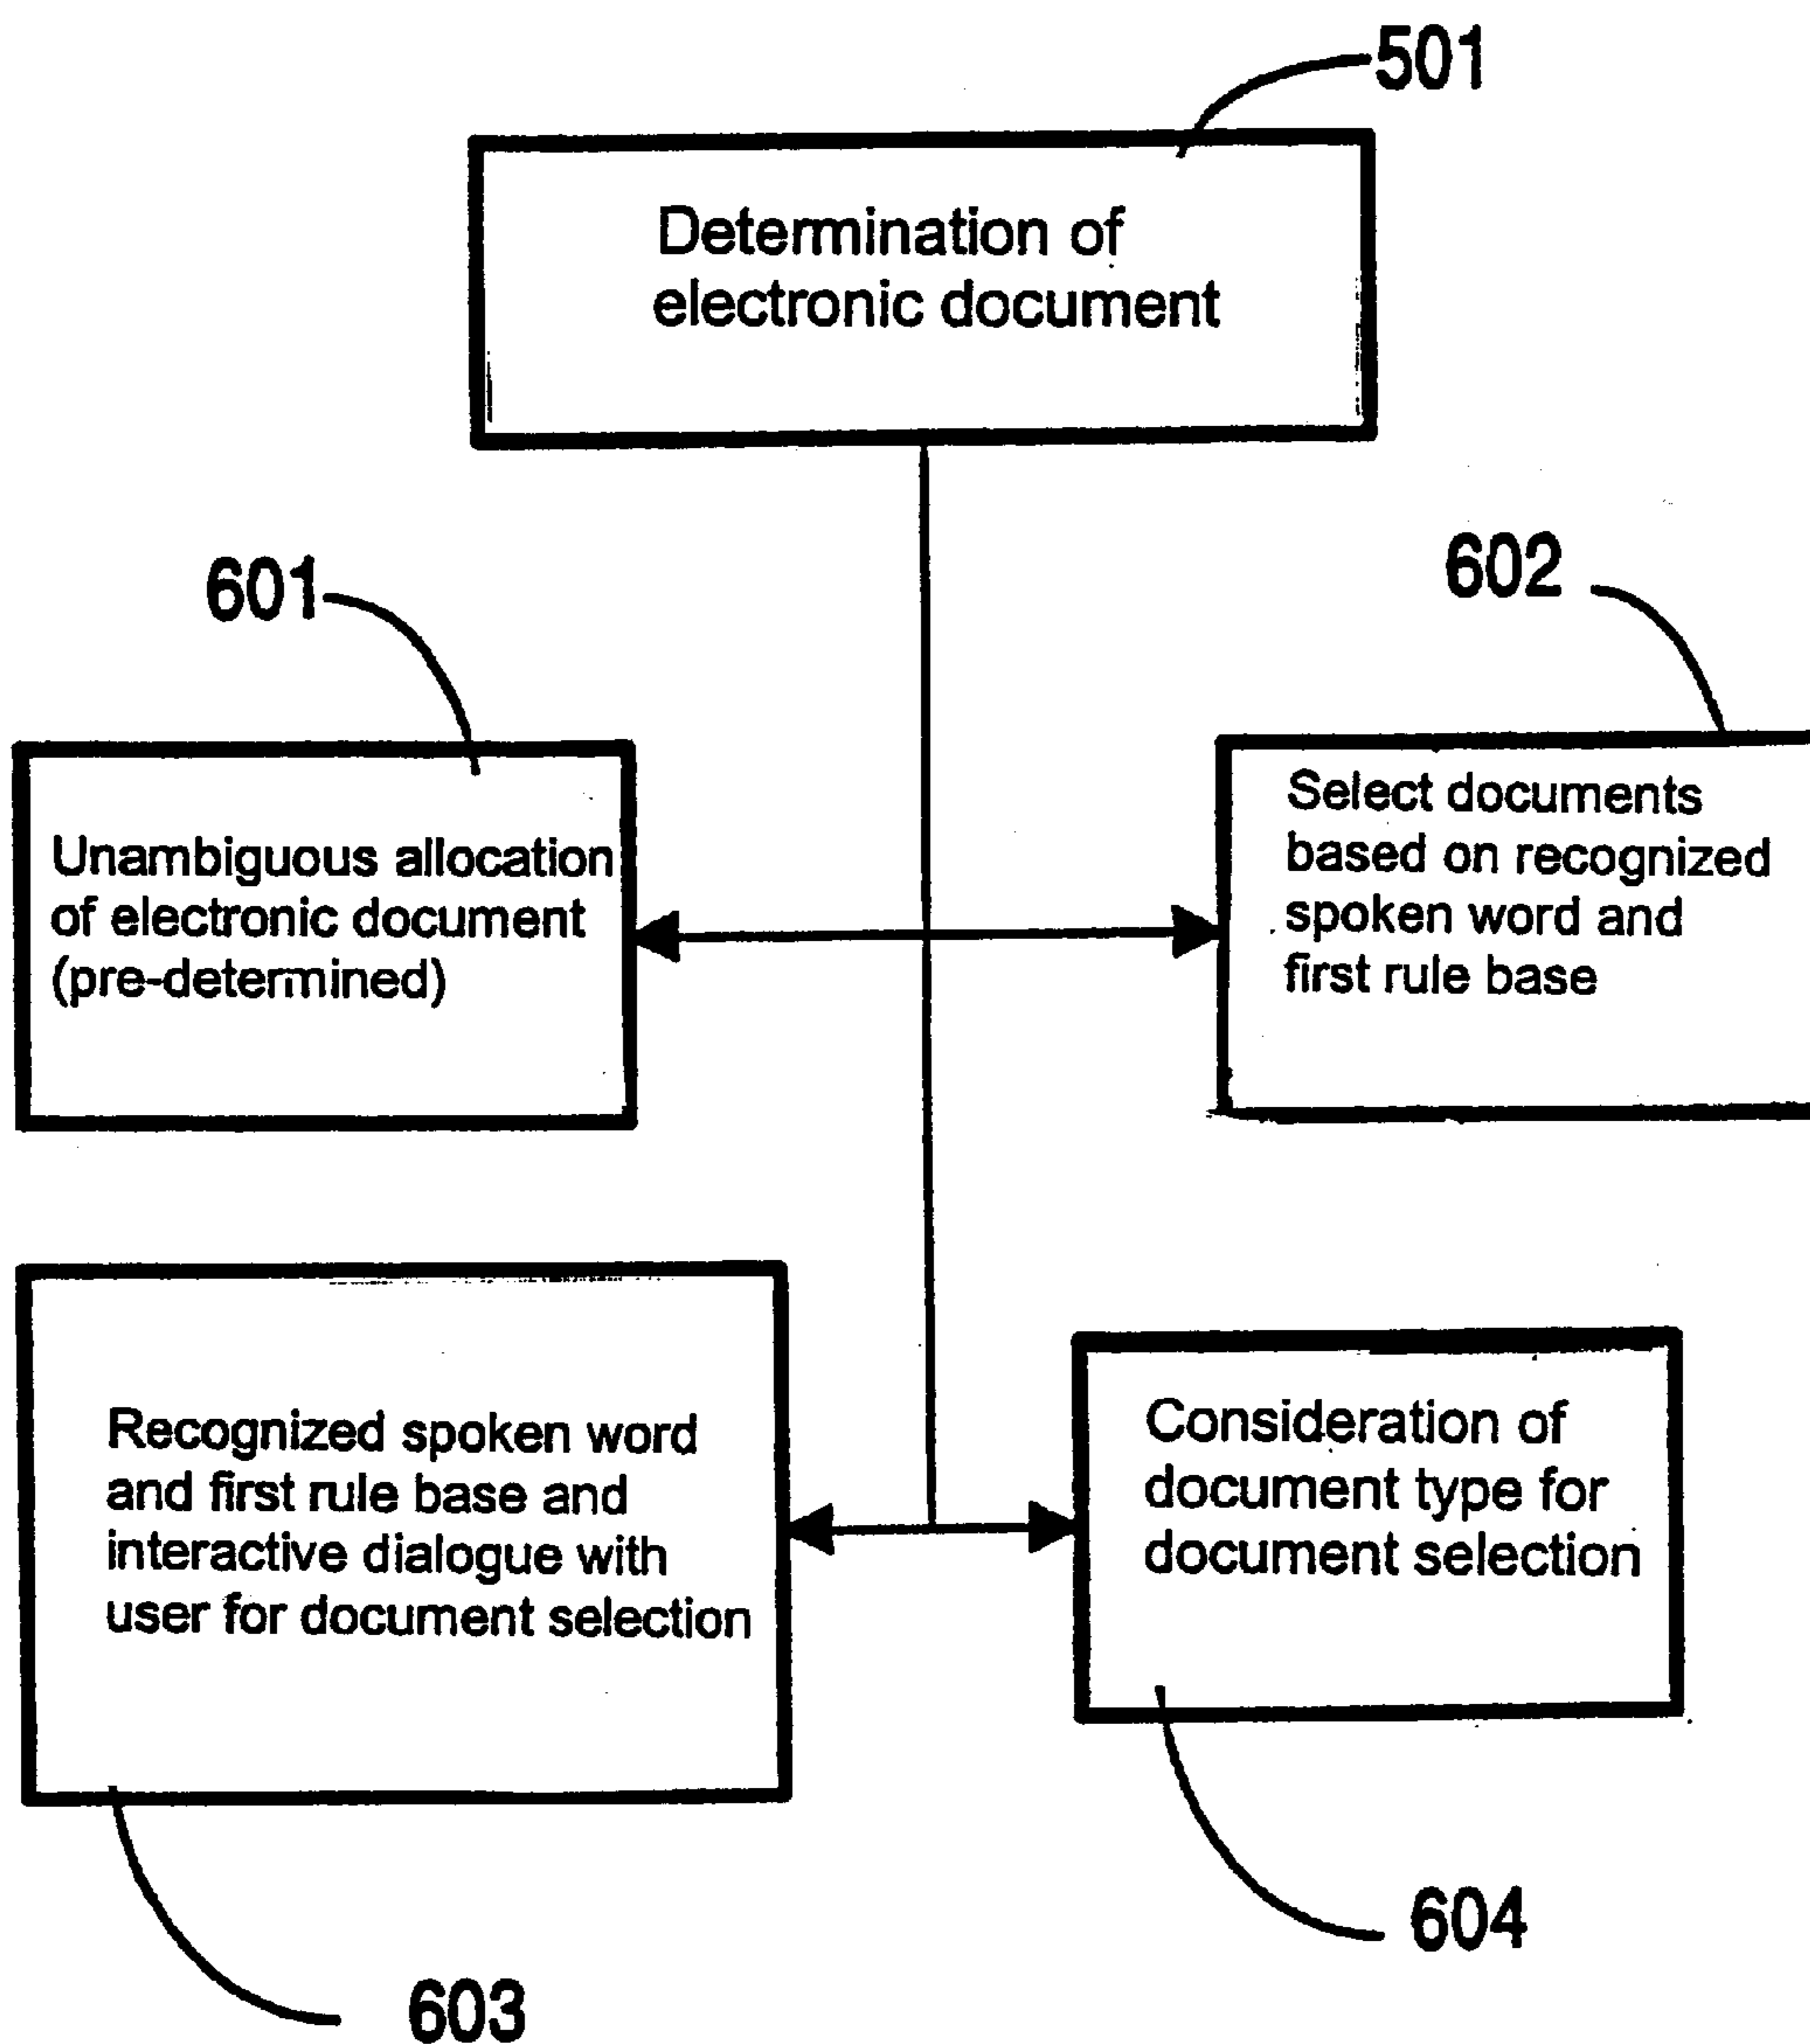 501
Determination of
electronic document
601
602
Unambiguous allocation
of electronic document
(pre-determined)
Select documents
based on recognized
spoken word and
first rule base
Recognized spoken word
and first rule base and
interactive dialogue with
user for document selection
Consideration of
document type for
document selection
604
603